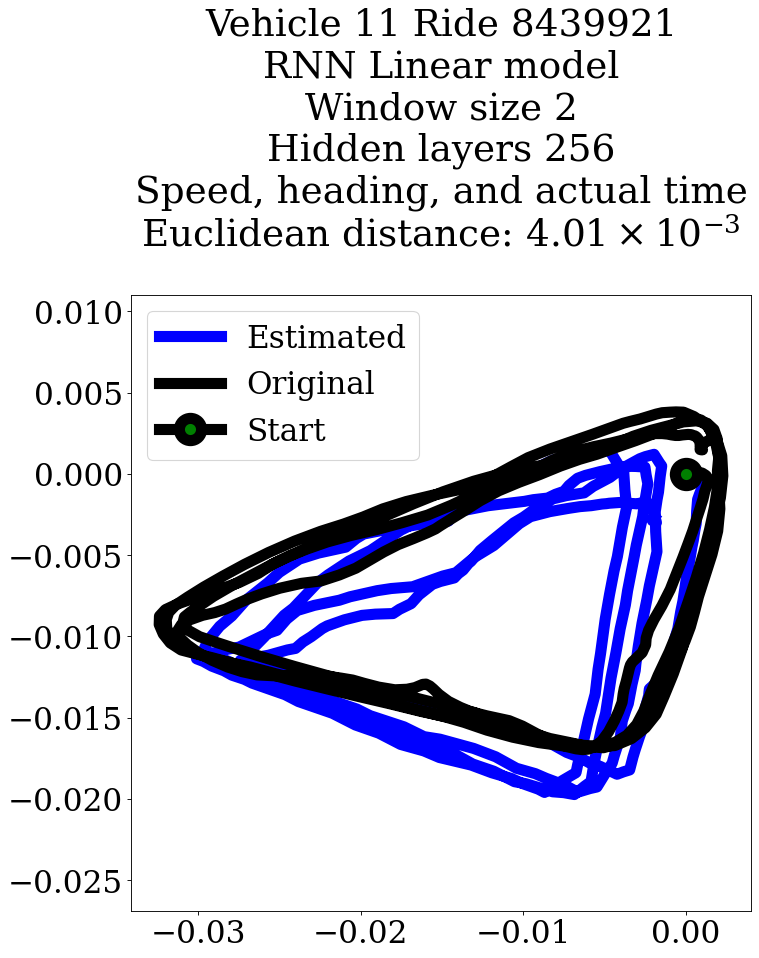 Vehicle 11 Ride 8439921
RNN Linear model
Window size 2
Hidden layers 256
Speed, heading, and actual time
Euclidean distance: 4.01 × 10⁻³
0.010
0.005
0.000
−0.005
−0.010
−0.015
−0.020
−0.025
Estimated
Original
Start
−0.03 −0.02 −0.01 0.00